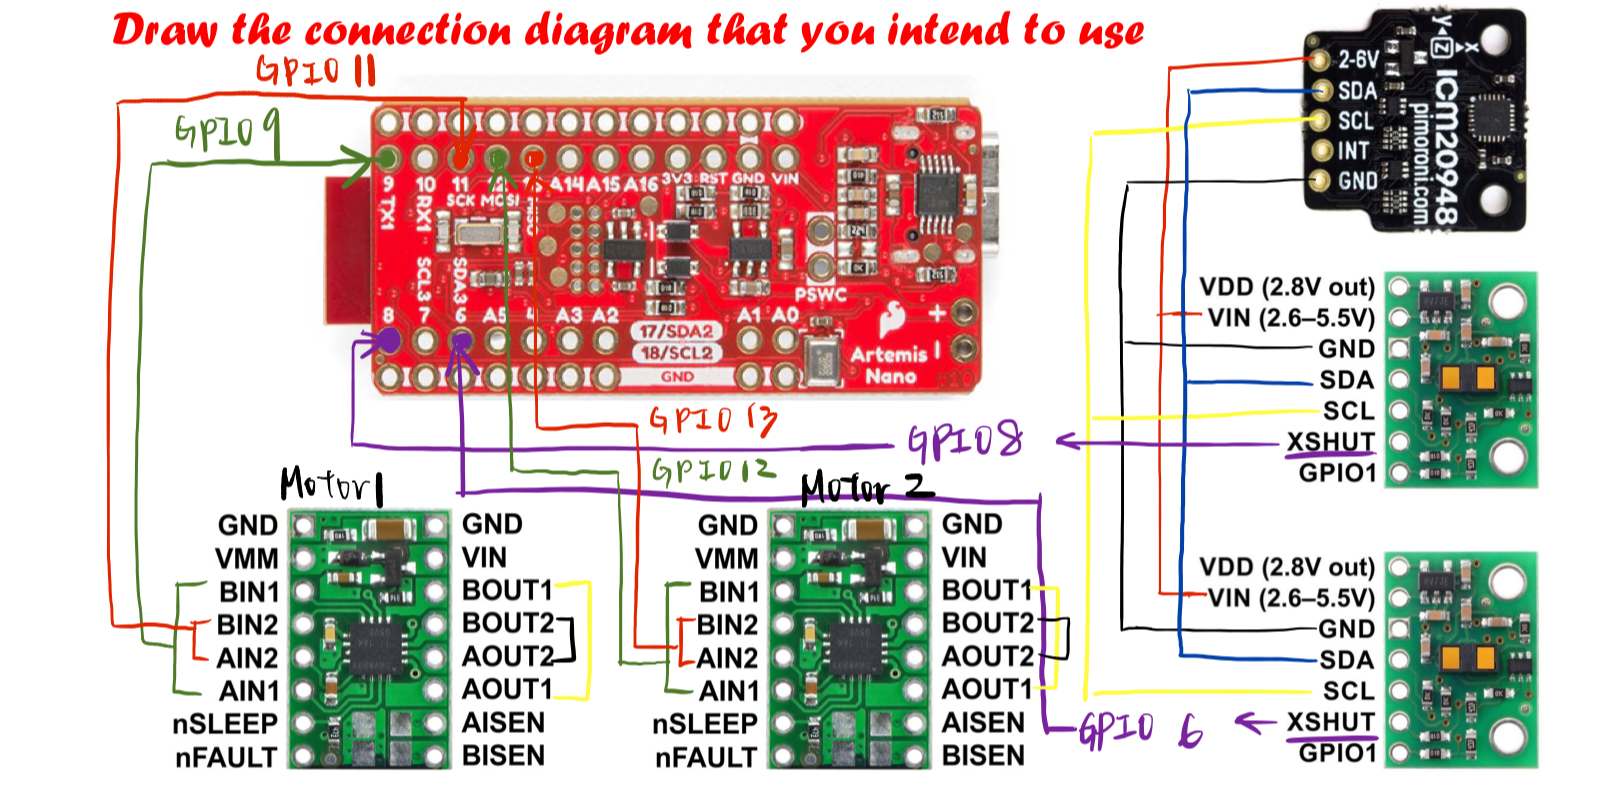 Draw the connection diagram that you intend to use
GPIO 11
GPIO 9
9 10 11 A14 A15 A16 3V3 RST GND VIN
TX1 RX1 SCK MOSI
SCL3 SDA3
PSWC
8 7 6 A5 4 A3 A2 A1 A0
17/SDA2
18/SCL2
GND
+
Artemis
Nano
2-6V
SDA
SCL
INT
GND
Y Z X
ICM20948
pimoroni.com
VDD (2.8V out)
VIN (2.6–5.5V)
GND
SDA
SCL
XSHUT
GPIO1
GPIO 13
GPIO8
GPIO 12
Motor 1
GND
VMM
BIN1
BIN2
AIN2
AIN1
nSLEEP
nFAULT
GND
VIN
BOUT1
BOUT2
AOUT2
AOUT1
AISEN
BISEN
Motor 2
GND
VMM
BIN1
BIN2
AIN2
AIN1
nSLEEP
nFAULT
GND
VIN
BOUT1
BOUT2
AOUT2
AOUT1
AISEN
BISEN
GPIO 6
VDD (2.8V out)
VIN (2.6–5.5V)
GND
SDA
SCL
XSHUT
GPIO1